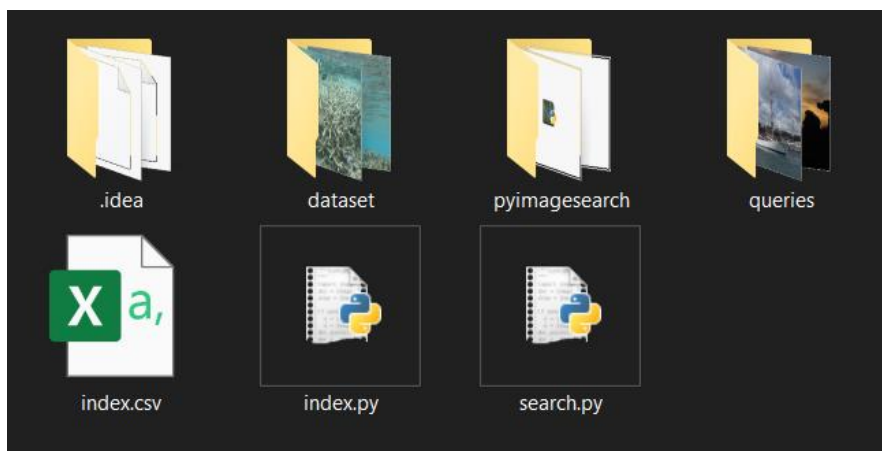 .idea
dataset
pyimagesearch
queries
X a,
index.csv
index.py
search.py